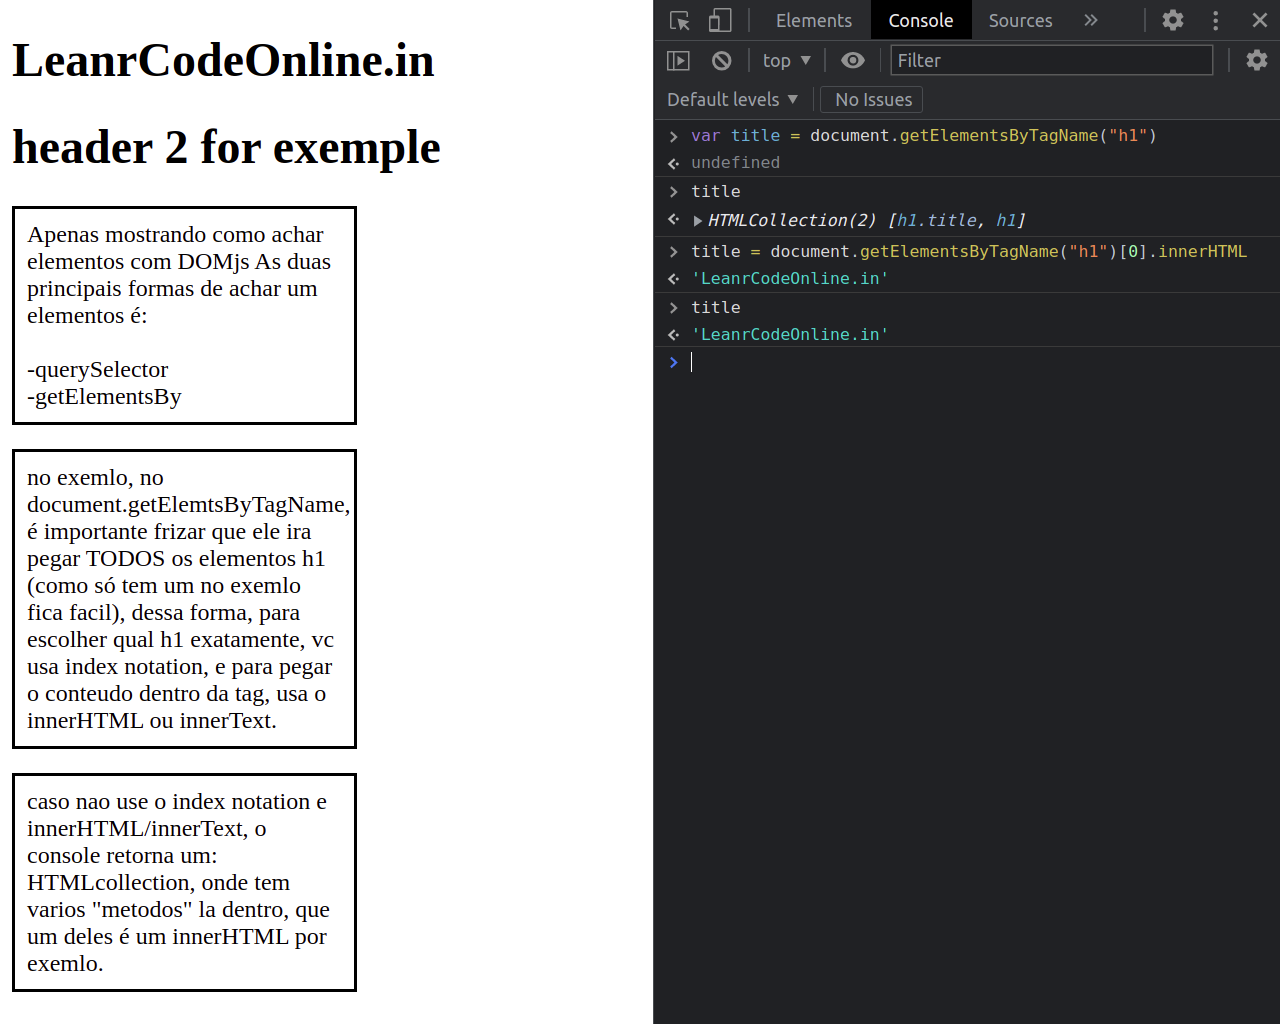 LeanrCodeOnline.in
header 2 for exemple
Apenas mostrando como achar
elementos com DOMjs As duas
principais formas de achar um
elementos é:
-querySelector
-getElementsBy
no exemlo, no
document.getElemtsByTagName,
é importante frizar que ele ira
pegar TODOS os elementos h1
(como só tem um no exemlo
fica facil), dessa forma, para
escolher qual h1 exatamente, vc
usa index notation, e para pegar
o conteudo dentro da tag, usa o
innerHTML ou innerText.
caso nao use o index notation e
innerHTML/innerText, o
console retorna um:
HTMLcollection, onde tem
varios "metodos" la dentro, que
um deles é um innerHTML por
exemlo.
Elements Console Sources
top Filter
Default levels No Issues
var title = document.getElementsByTagName("h1")
undefined
title
HTMLCollection(2) [h1.title, h1]
title = document.getElementsByTagName("h1")[0].innerHTML
'LeanrCodeOnline.in'
title
'LeanrCodeOnline.in'